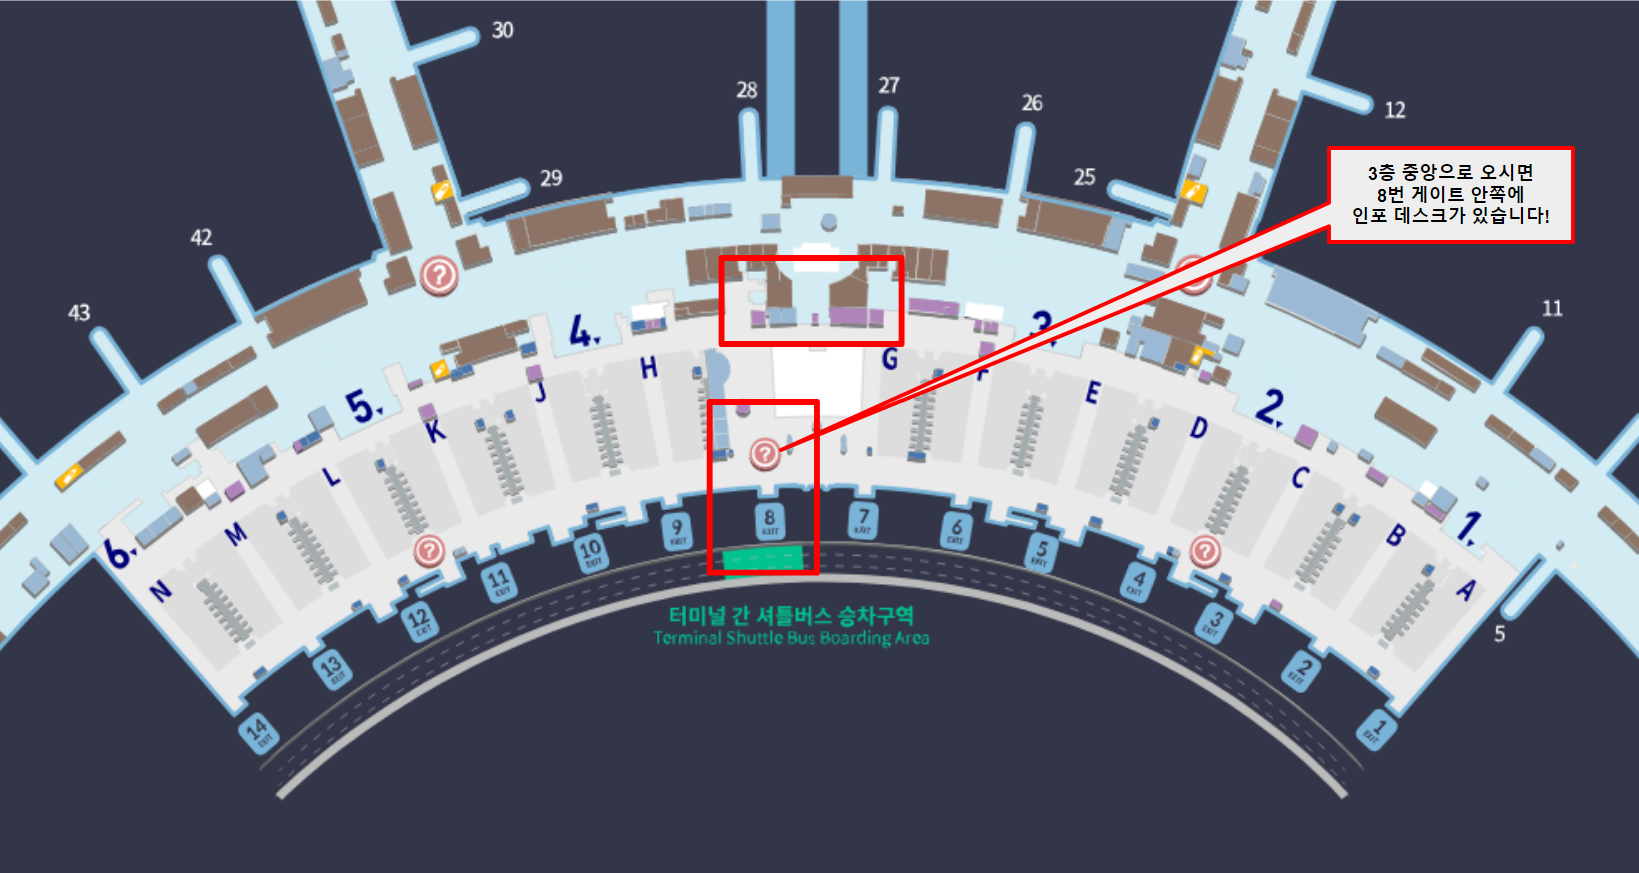 30
28
27
26
12
29
25
3층 중앙으로 오시면
8번 게이트 안쪽에
인포 데스크가 있습니다!
42
43
11
4.
3.
5.
2.
6.
1.
H
G
F
J
E
K
D
L
C
M
B
N
A
5
?
?
?
?
?
14 EXIT
13 EXIT
12 EXIT
11 EXIT
10 EXIT
9 EXIT
8 EXIT
7 EXIT
6 EXIT
5 EXIT
4 EXIT
3 EXIT
2 EXIT
1 EXIT
터미널 간 셔틀버스 승차구역
Terminal Shuttle Bus Boarding Area